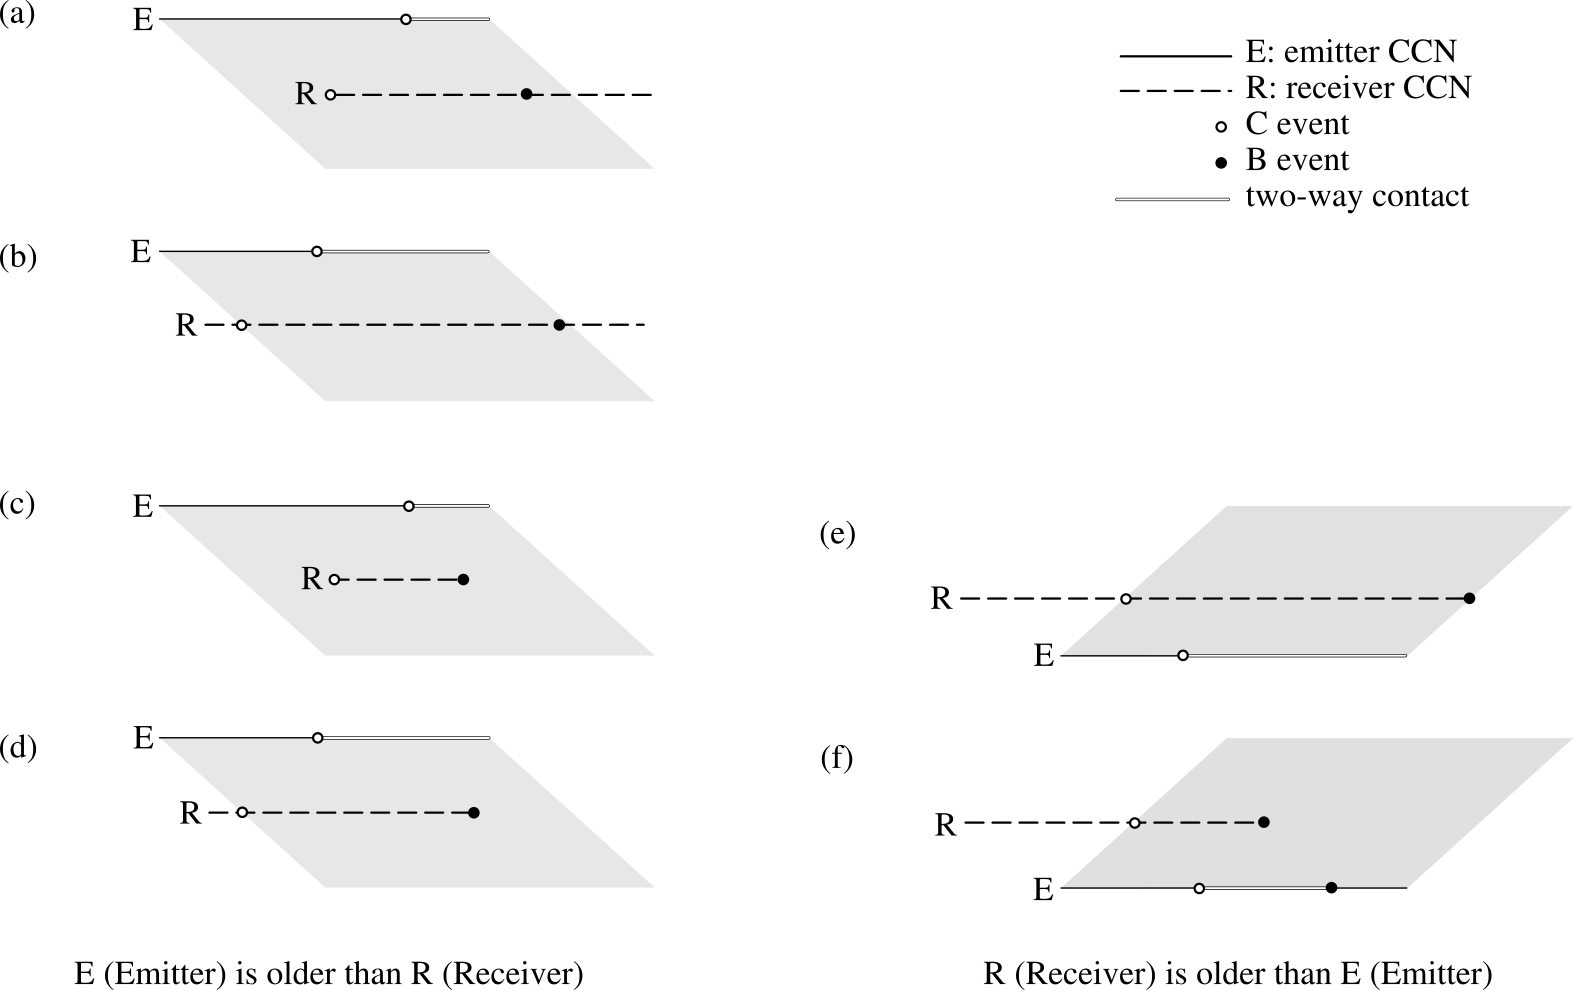 (a)
E
R
E: emitter CCN
R: receiver CCN
C event
B event
two-way contact
(b)
E
R
(c)
E
R
(d)
E
R
(e)
R
E
(f)
R
E
E (Emitter) is older than R (Receiver)
R (Receiver) is older than E (Emitter)